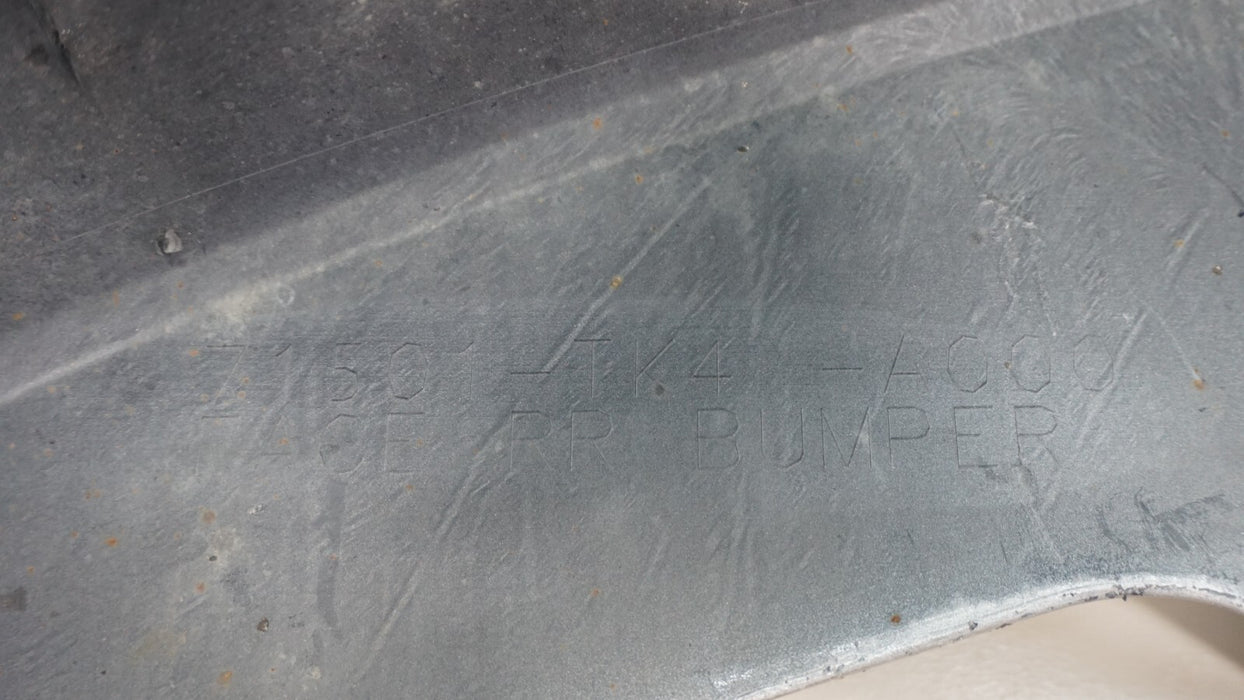 71501-TK4 -A000
FACE RR BUMPER